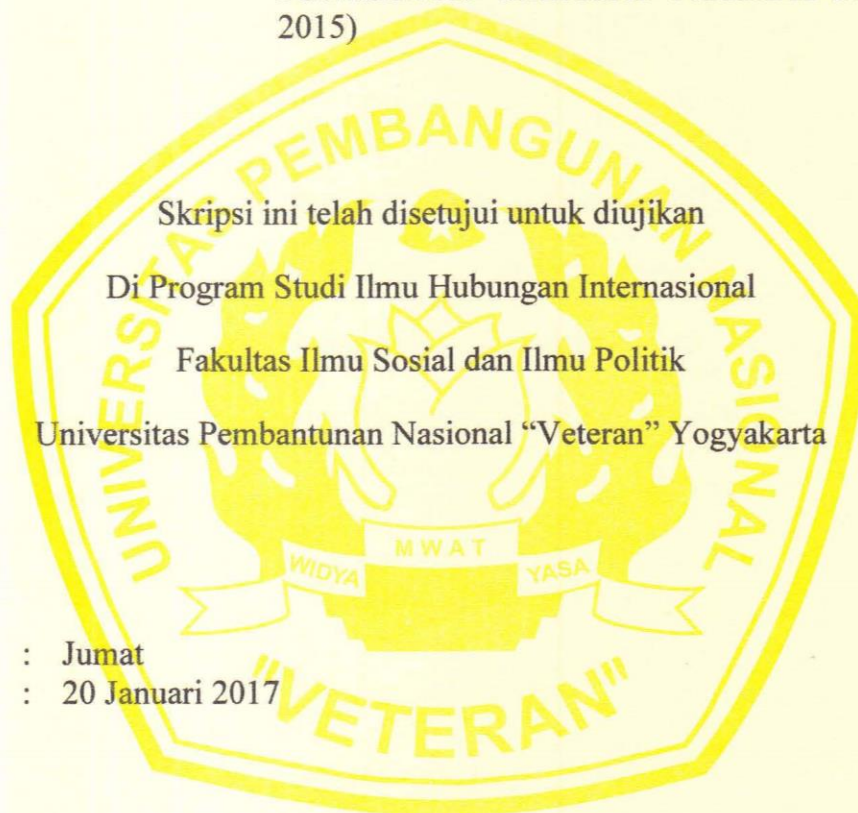 2015)
UNIVERSITAS PEMBANGUNAN NASIONAL
Skripsi ini telah disetujui untuk diujikan
Di Program Studi Ilmu Hubungan Internasional
Fakultas Ilmu Sosial dan Ilmu Politik
Universitas Pembantunan Nasional “Veteran” Yogyakarta
WIDYA MWAT YASA
: Jumat
: 20 Januari 2017
"VETERAN"